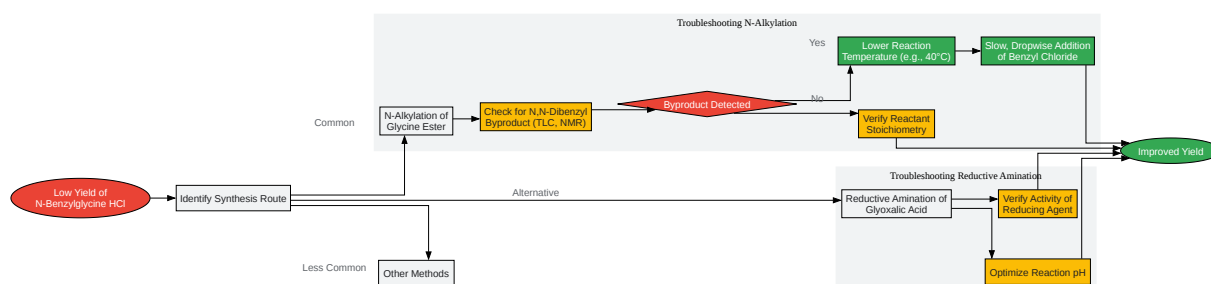 Troubleshooting N-Alkylation
Yes
Lower Reaction
Temperature (e.g., 40°C)
Slow, Dropwise Addition
of Benzyl Chloride
No
Byproduct Detected
Check for N,N-Dibenzyl
Byproduct (TLC, NMR)
N-Alkylation of
Glycine Ester
Common
Verify Reactant
Stoichiometry
Improved Yield
Troubleshooting Reductive Amination
Low Yield of
N-Benzylglycine HCl
Identify Synthesis Route
Alternative
Reductive Amination of
Glyoxalic Acid
Verify Activity of
Reducing Agent
Less Common
Other Methods
Optimize Reaction pH